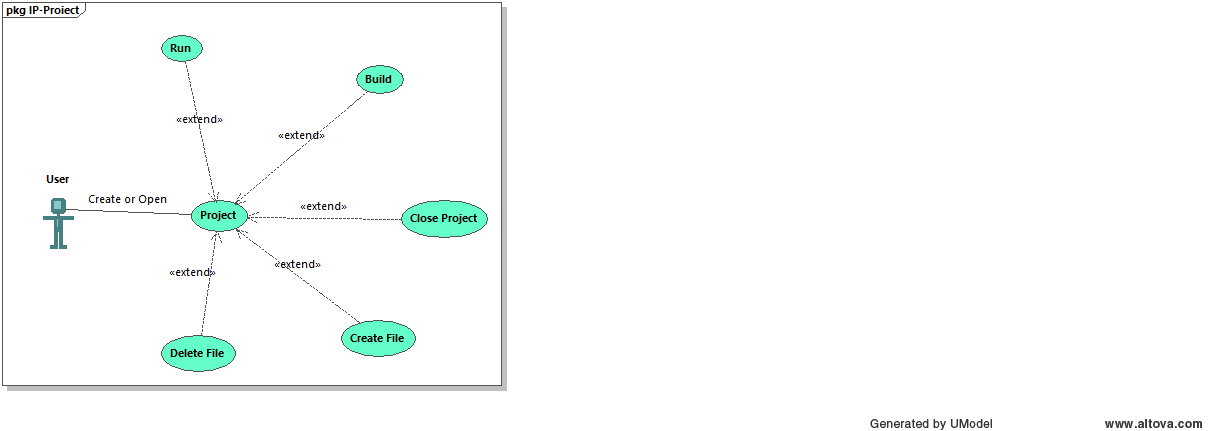 pkg IP-Project
Run
Build
«extend»
«extend»
User
Create or Open
«extend»
Project
Close Project
«extend»
«extend»
Create File
Delete File
Generated by UModel
www.altova.com